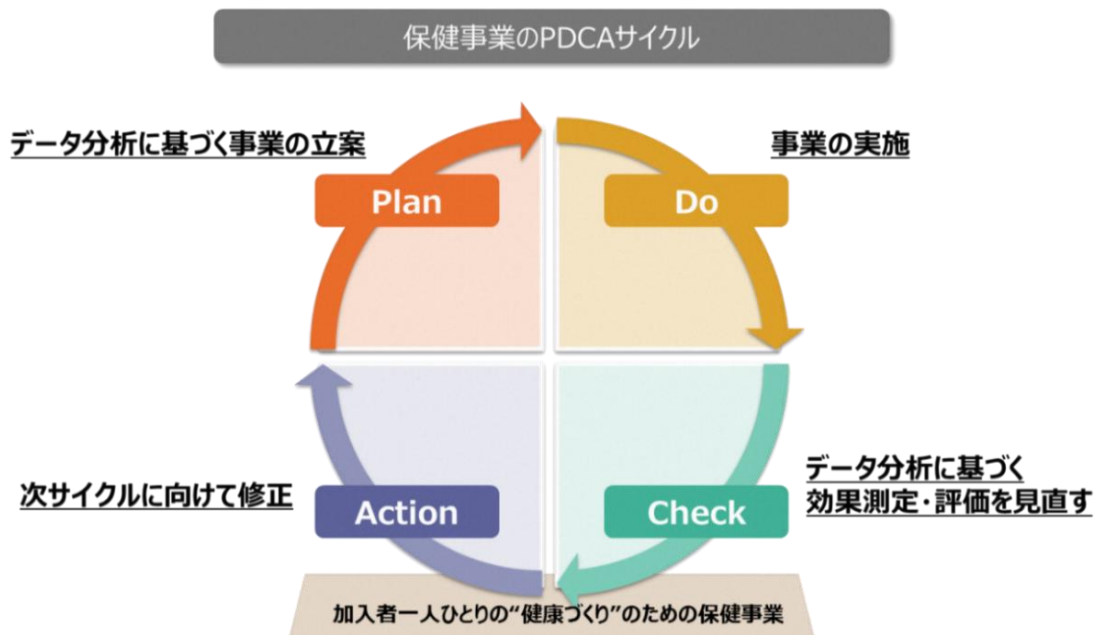 保健事業のPDCAサイクル
データ分析に基づく事業の立案
Plan
事業の実施
Do
データ分析に基づく
効果測定・評価を見直す
Check
次サイクルに向けて修正
Action
加入者一人ひとりの“健康づくり”のための保健事業